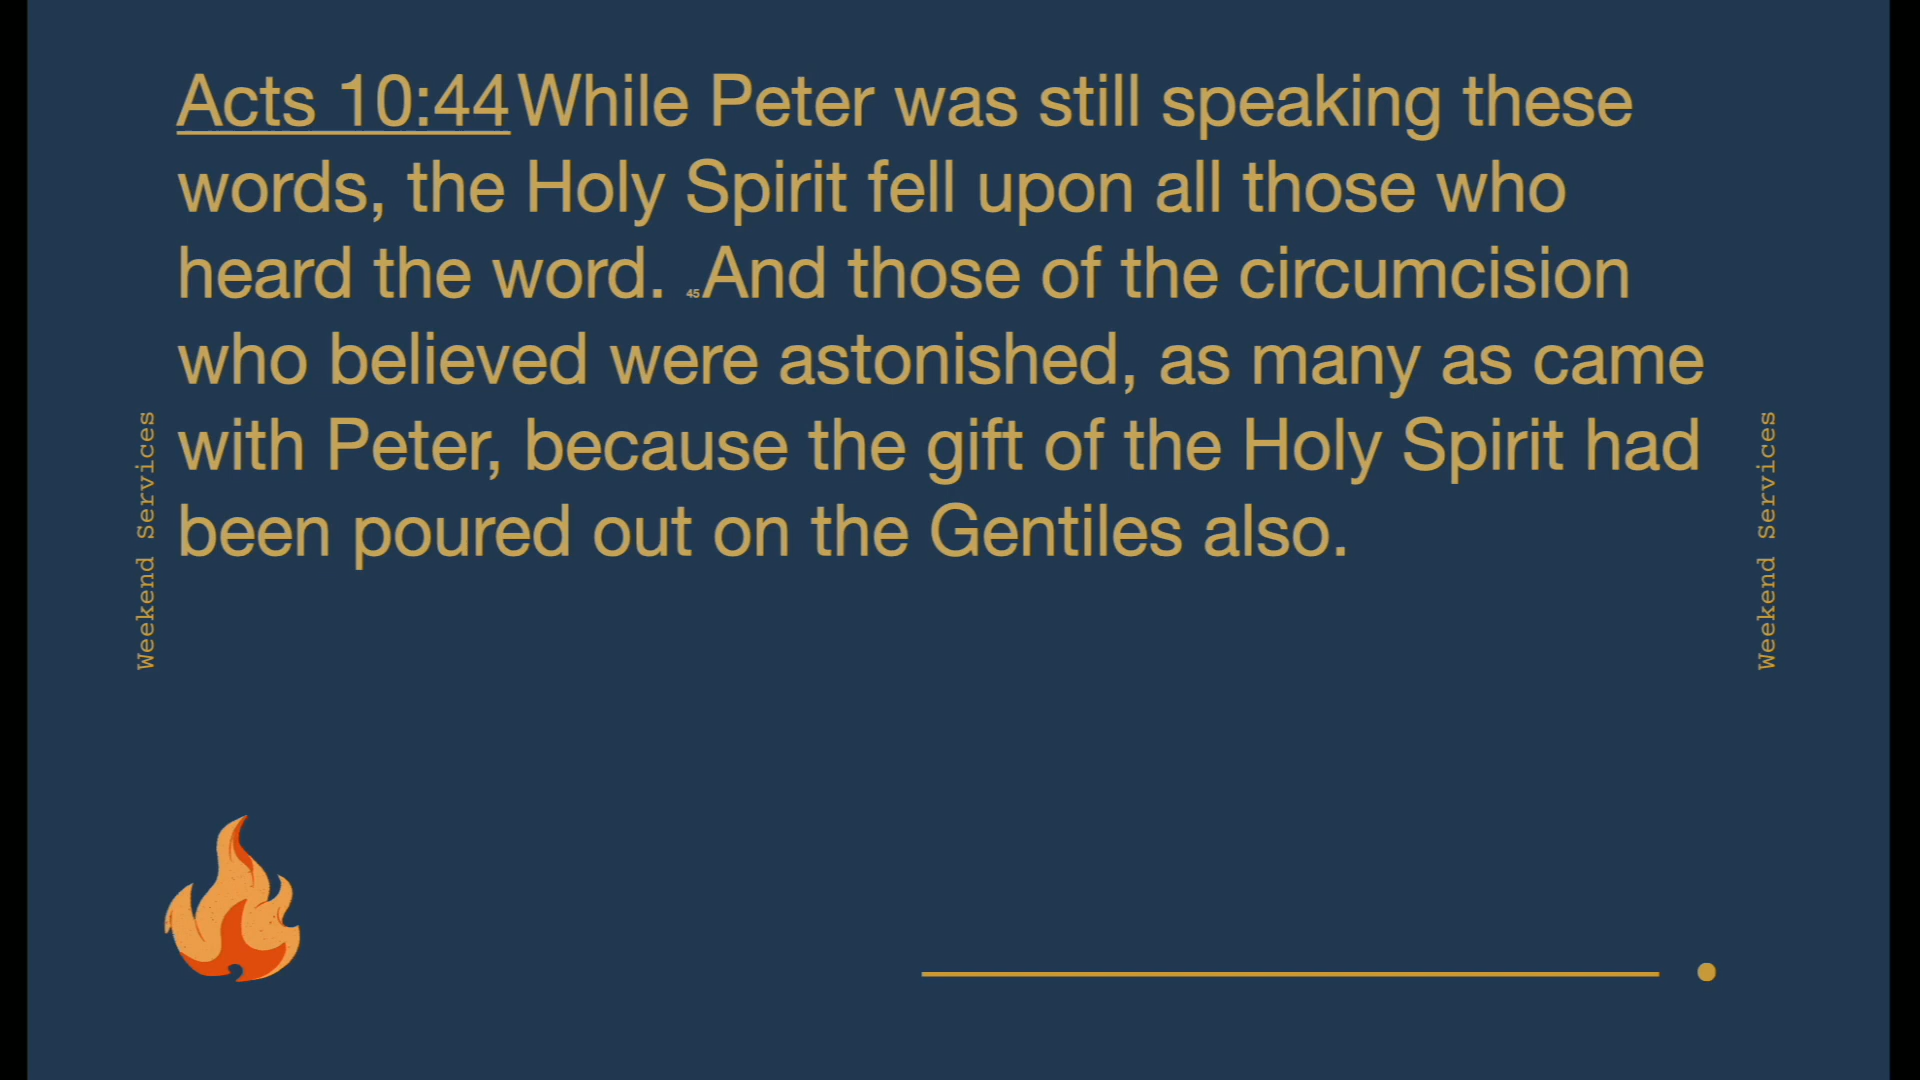 Acts 10:44 While Peter was still speaking these
words, the Holy Spirit fell upon all those who
heard the word. 45 And those of the circumcision
who believed were astonished, as many as came
with Peter, because the gift of the Holy Spirit had
been poured out on the Gentiles also.
Weekend Services
Weekend Services